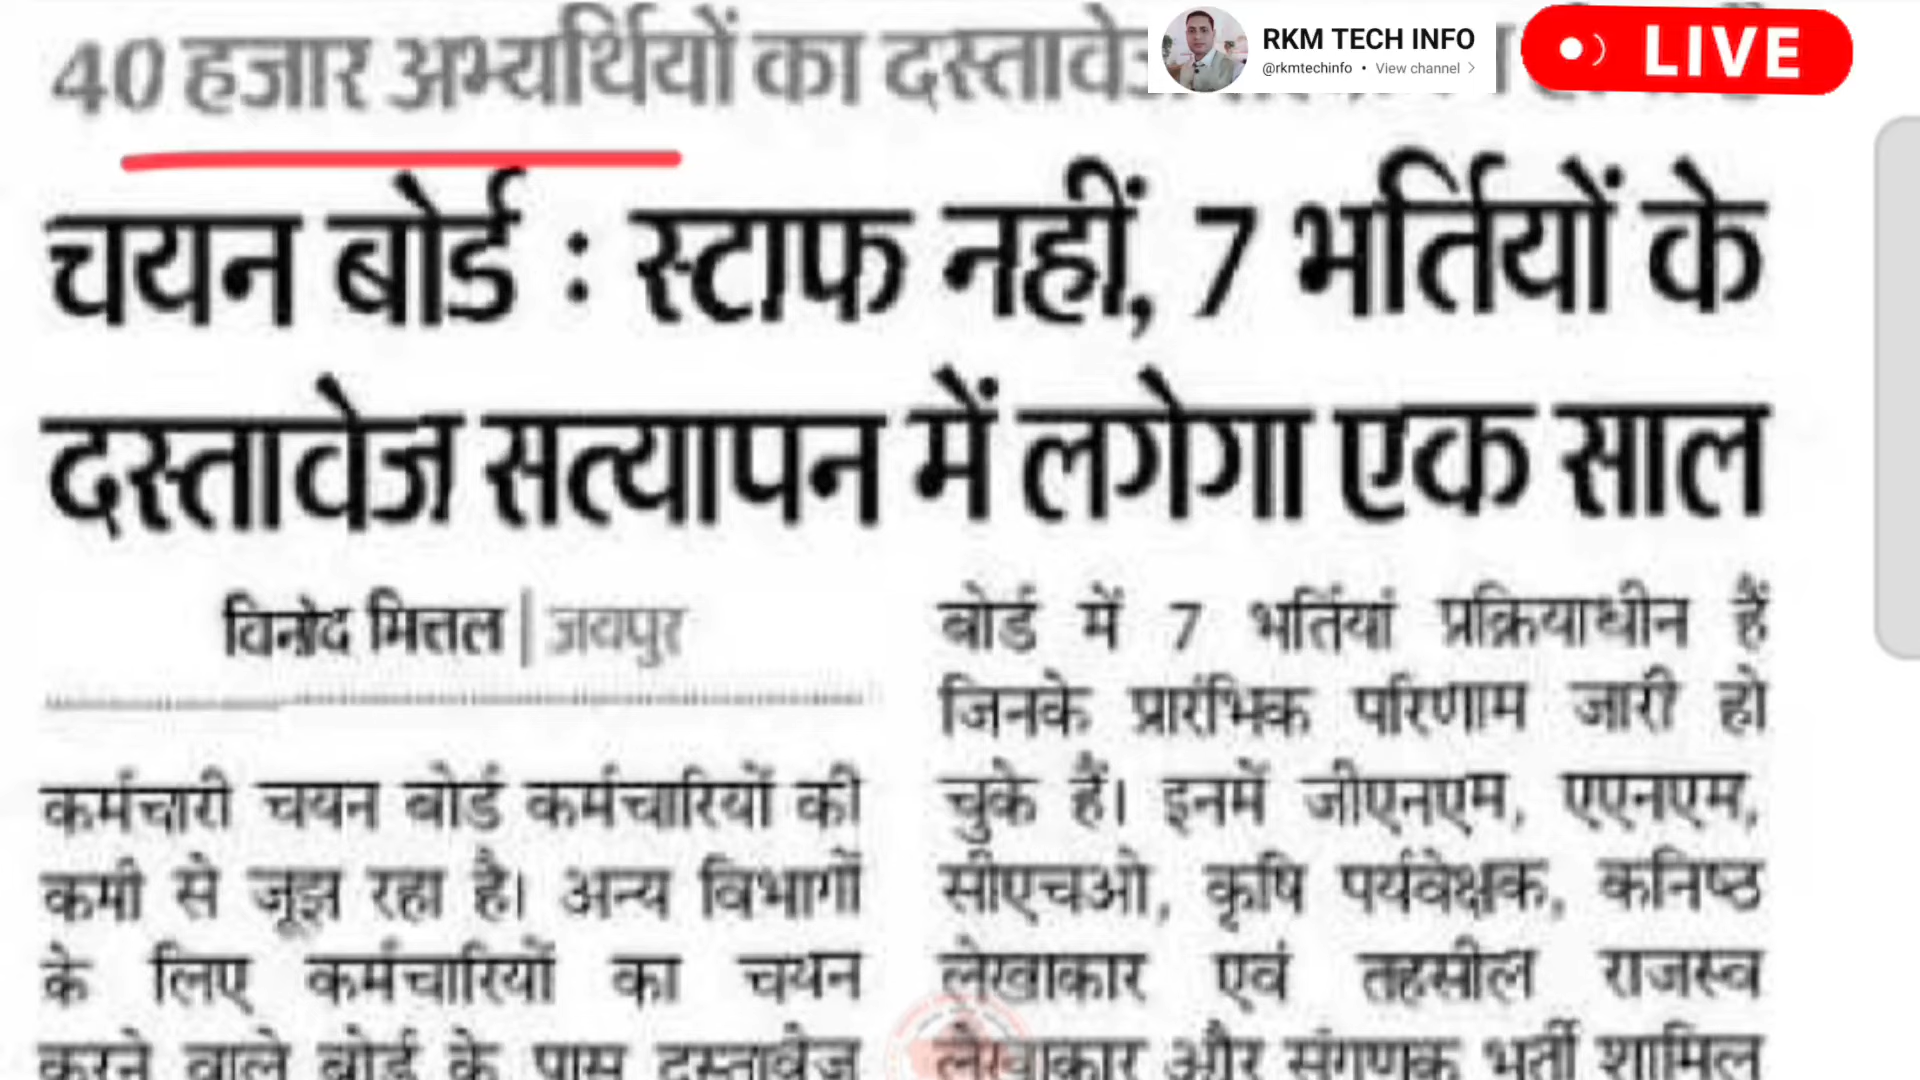 40 हजार अभ्यर्थियों का
RKM TECH INFO
@rkmtechinfo • View channel >
LIVE
चयन बोर्ड : स्टाफ नहीं, 7 भर्तियों के
दस्तावेज सत्यापन में लगेगा एक साल
विनोद मित्तल | जयपुर
कर्मचारी चयन बोर्ड कर्मचारियों की
कमी से जूझ रहा है। अन्य विभागों
के लिए कर्मचारियों का चयन
करने वाले बोर्ड के पास दस्तावेज
बोर्ड में 7 भर्तियां प्रक्रियाधीन हैं
जिनके प्रारंभिक परिणाम जारी हो
चुके हैं। इनमें जीएनएम, एएनएम,
सीएचओ, कृषि पर्यवेक्षक, कनिष्ठ
लेखाकार एवं तहसील राजस्व
लेखाकार और संगणक भर्ती शामिल